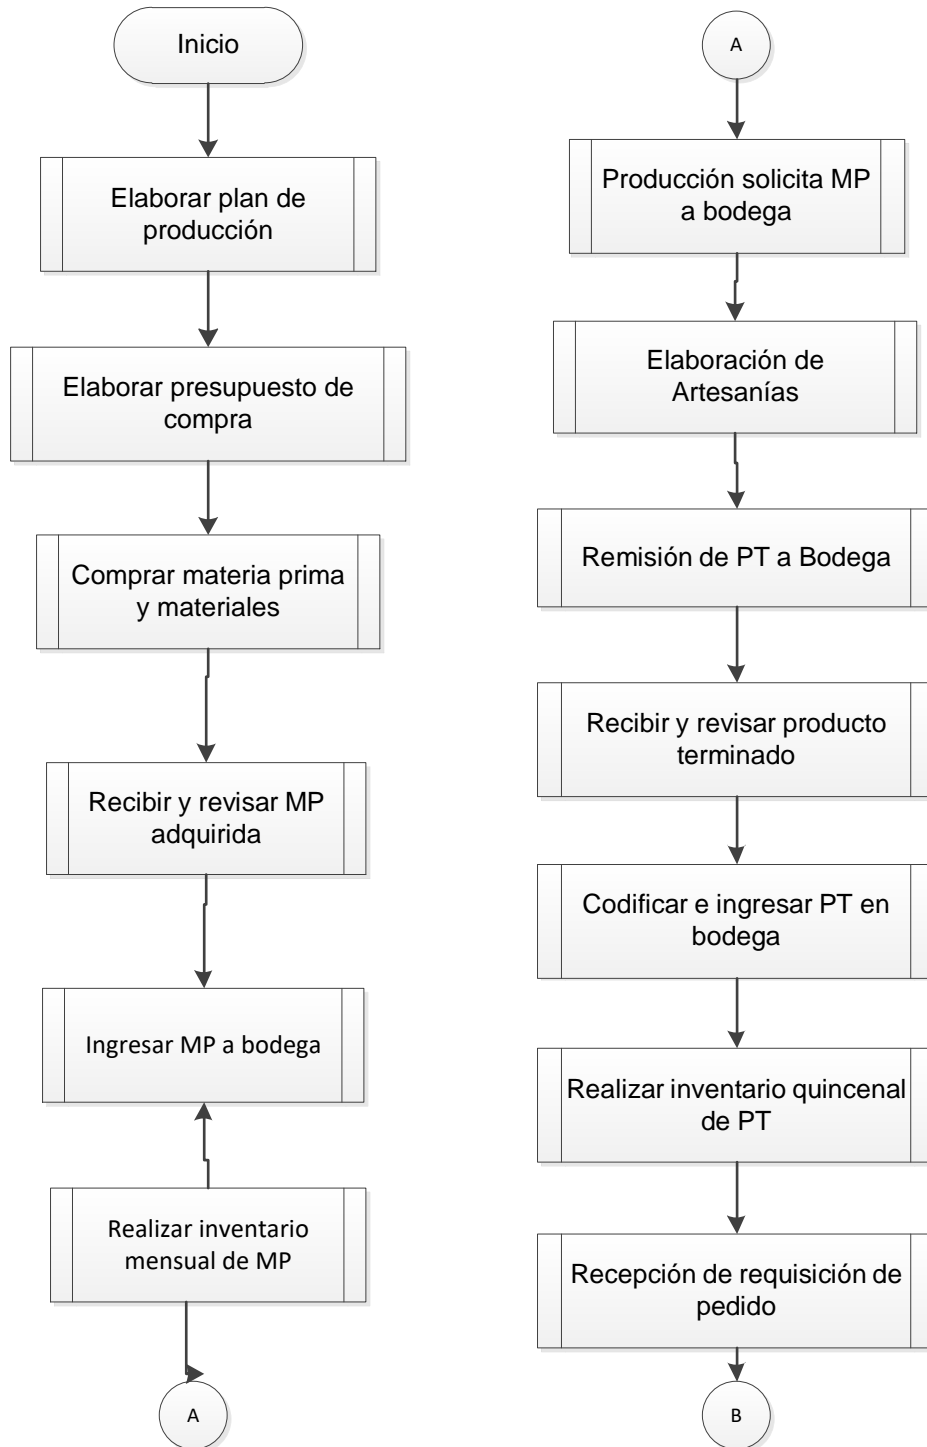 Inicio
Elaborar plan de
producción
Elaborar presupuesto de
compra
Comprar materia prima
y materiales
Recibir y revisar MP
adquirida
Ingresar MP a bodega
Realizar inventario
mensual de MP
A
A
Producción solicita MP
a bodega
Elaboración de
Artesanías
Remisión de PT a Bodega
Recibir y revisar producto
terminado
Codificar e ingresar PT en
bodega
Realizar inventario quincenal
de PT
Recepción de requisición de
pedido
B